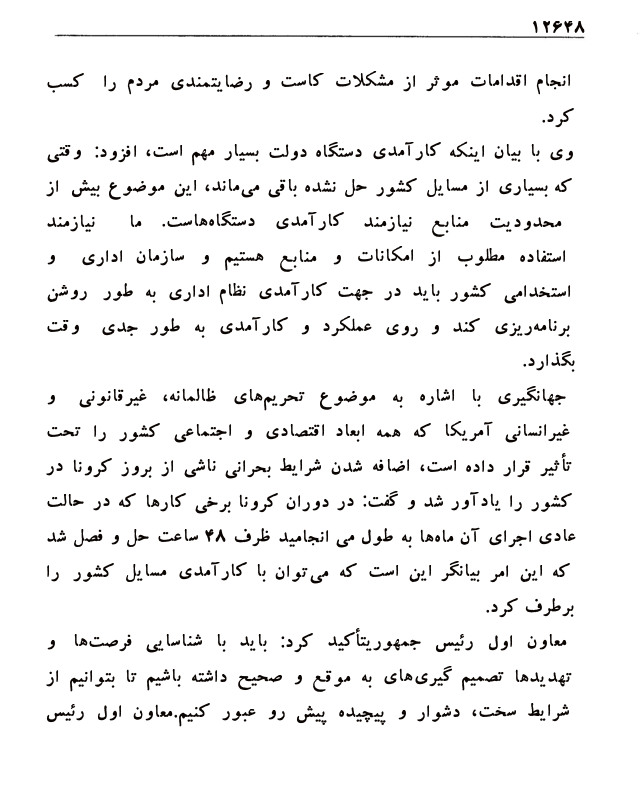 ۱۲۶۴۸
انجام اقدامات موثر از مشکلات کاست و رضایتمندی مردم را کسب
کرد.
وی با بیان اینکه کارآمدی دستگاه دولت بسیار مهم است، افزود: وقتی
که بسیاری از مسایل کشور حل نشده باقی می‌ماند، این موضوع بیش از
محدودیت منابع نیازمند کارآمدی دستگاه‌هاست. ما نیازمند
استفاده مطلوب از امکانات و منابع هستیم و سازمان اداری و
استخدامی کشور باید در جهت کارآمدی نظام اداری به طور روشن
برنامه‌ریزی کند و روی عملکرد و کارآمدی به طور جدی وقت
بگذارد.
جهانگیری با اشاره به موضوع تحریم‌های ظالمانه، غیرقانونی و
غیرانسانی آمریکا که همه ابعاد اقتصادی و اجتماعی کشور را تحت
تأثیر قرار داده است، اضافه شدن شرایط بحرانی ناشی از بروز کرونا در
کشور را یادآور شد و گفت: در دوران کرونا برخی کارها که در حالت
عادی اجرای آن ماه‌ها به طول می انجامید ظرف ۴۸ ساعت حل و فصل شد
که این امر بیانگر این است که می‌توان با کارآمدی مسایل کشور را
برطرف کرد.
معاون اول رئیس جمهوریتأکید کرد: باید با شناسایی فرصت‌ها و
تهدیدها تصمیم گیری‌های به موقع و صحیح داشته باشیم تا بتوانیم از
شرایط سخت، دشوار و پیچیده پیش رو عبور کنیم.معاون اول رئیس